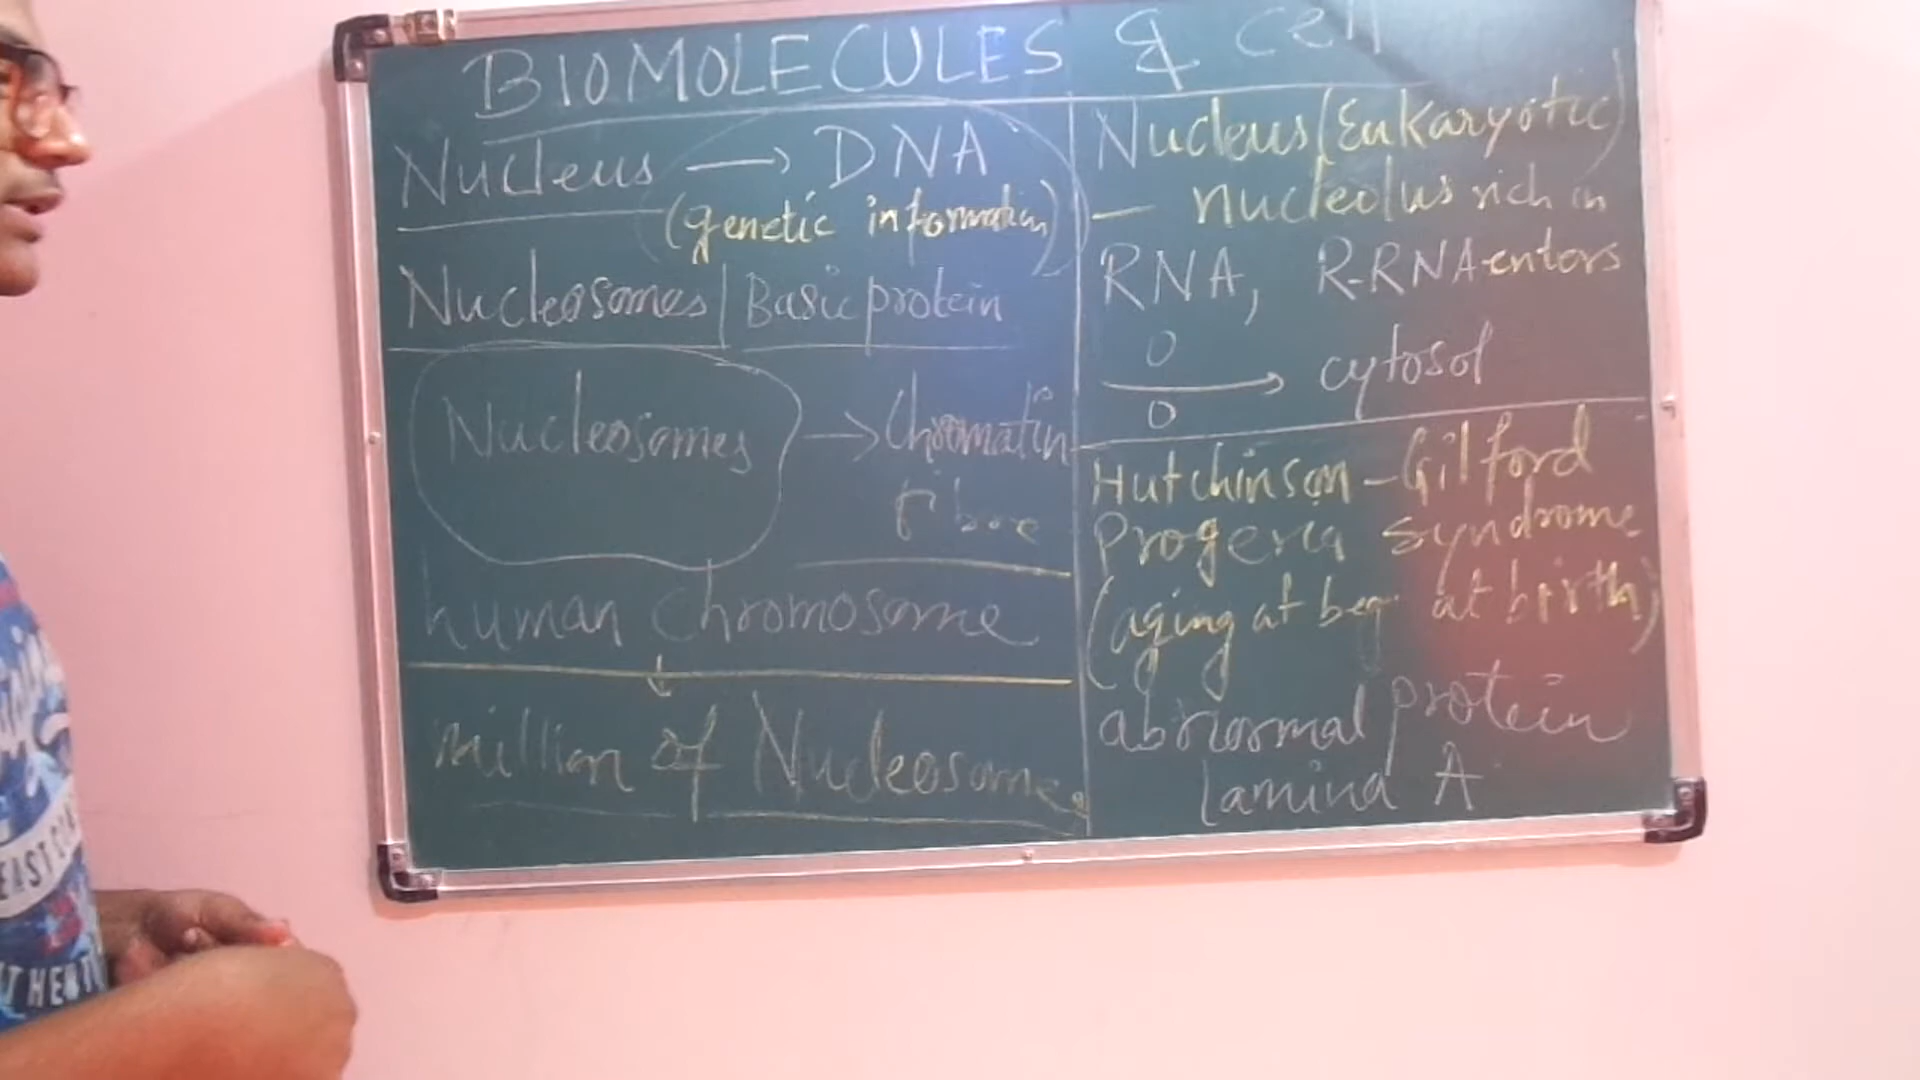 BIOMOLECULES & cell
Nucleus → DNA
(genetic information)
Nucleosomes | Basic protein
Nucleosomes → Chromatin
fibre
human chromosome
million of Nucleosomes
Nucleus (Eukaryotic)
— nucleolus rich in
RNA, R-RNA-enters
0
→ cytosol
0
Hutchinson-Gilford
Progeria syndrome
(aging at beg. at birth)
abnormal protein
lamina A
EAST